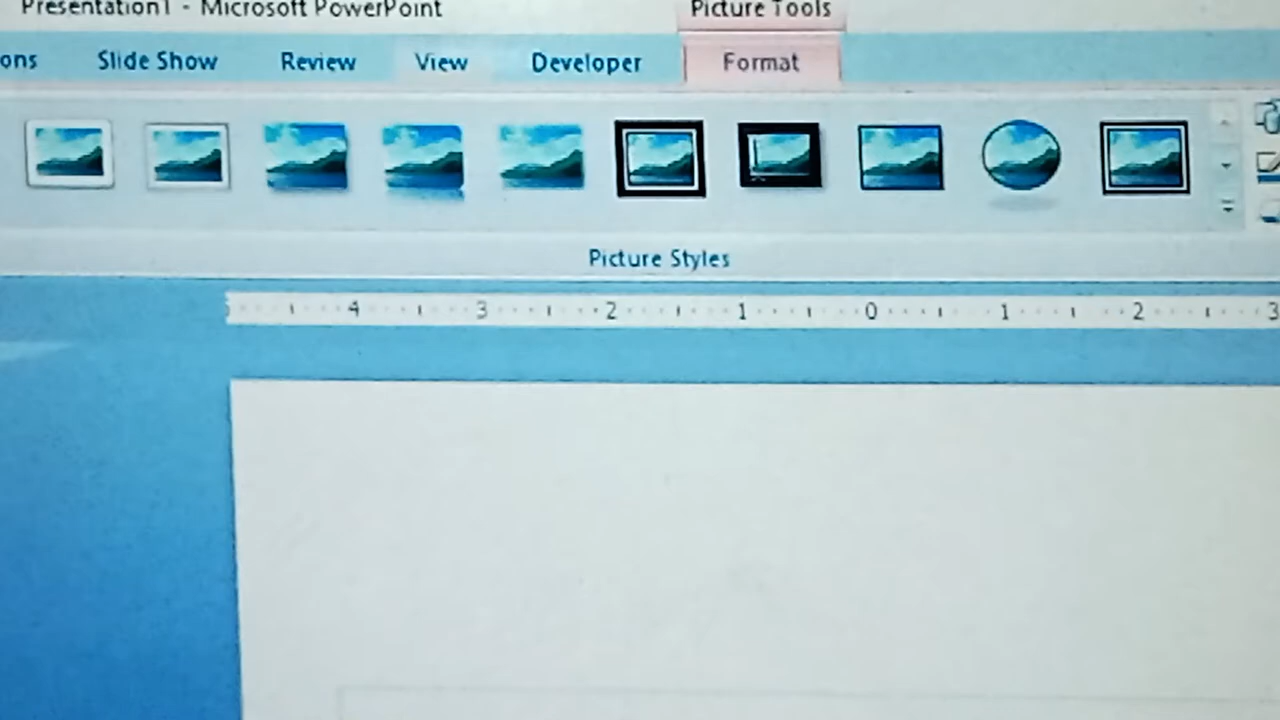 Presentation1 - Microsoft PowerPoint
Picture Tools
ons Slide Show Review View Developer Format
Picture Styles
4 3 2 1 0 1 2 3